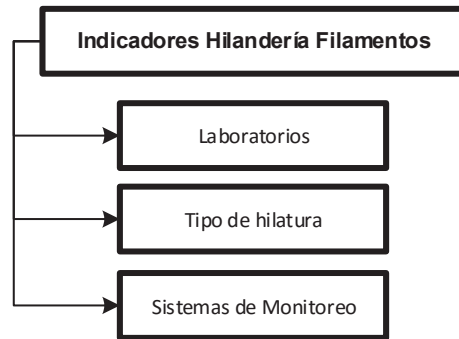 Indicadores Hilandería Filamentos
Laboratorios
Tipo de hilatura
Sistemas de Monitoreo